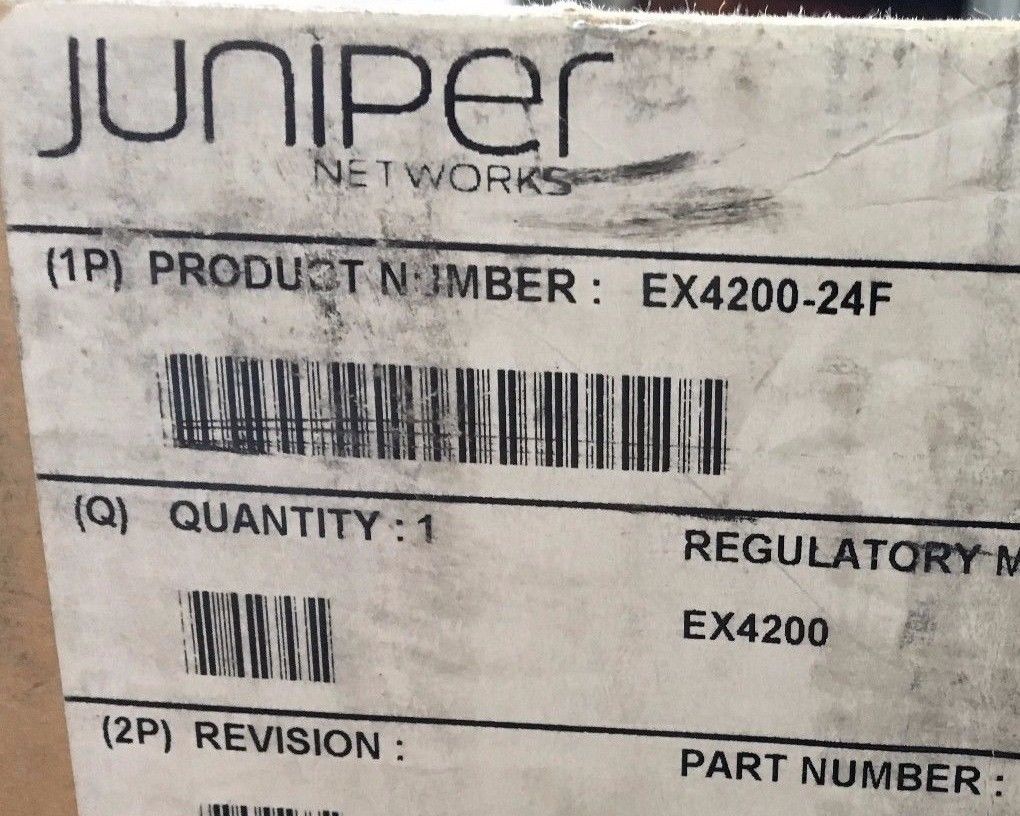 JUNIPEr
NETWORKS
(1P) PRODUCT NUMBER : EX4200-24F
(Q) QUANTITY : 1
REGULATORY M
EX4200
(2P) REVISION :
PART NUMBER :